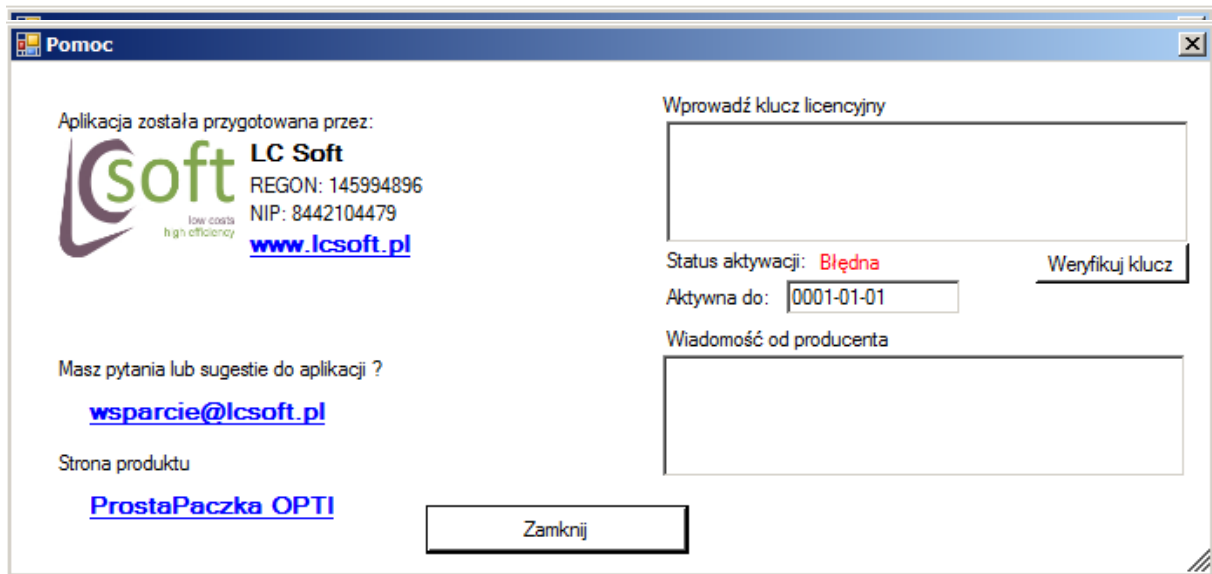 Pomoc
Aplikacja została przygotowana przez:
LCsoft
low costs
high efficiency
LC Soft
REGON: 145994896
NIP: 8442104479
www.lcsoft.pl
Masz pytania lub sugestie do aplikacji ?
wsparcie@lcsoft.pl
Strona produktu
ProstaPaczka OPTI
Wprowadź klucz licencyjny
Status aktywacji: Błędna
Weryfikuj klucz
Aktywna do: 0001-01-01
Wiadomość od producenta
Zamknij